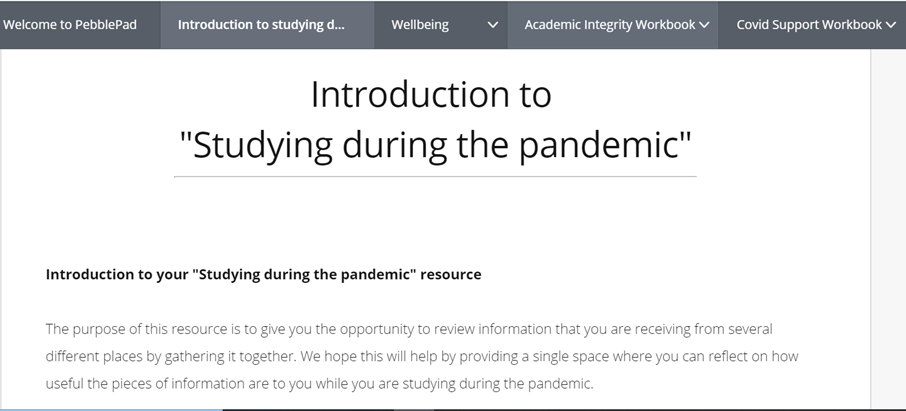 Welcome to PebblePad Introduction to studying d... Wellbeing Academic Integrity Workbook Covid Support Workbook
Introduction to
"Studying during the pandemic"
Introduction to your "Studying during the pandemic" resource
The purpose of this resource is to give you the opportunity to review information that you are receiving from several
different places by gathering it together. We hope this will help by providing a single space where you can reflect on how
useful the pieces of information are to you while you are studying during the pandemic.